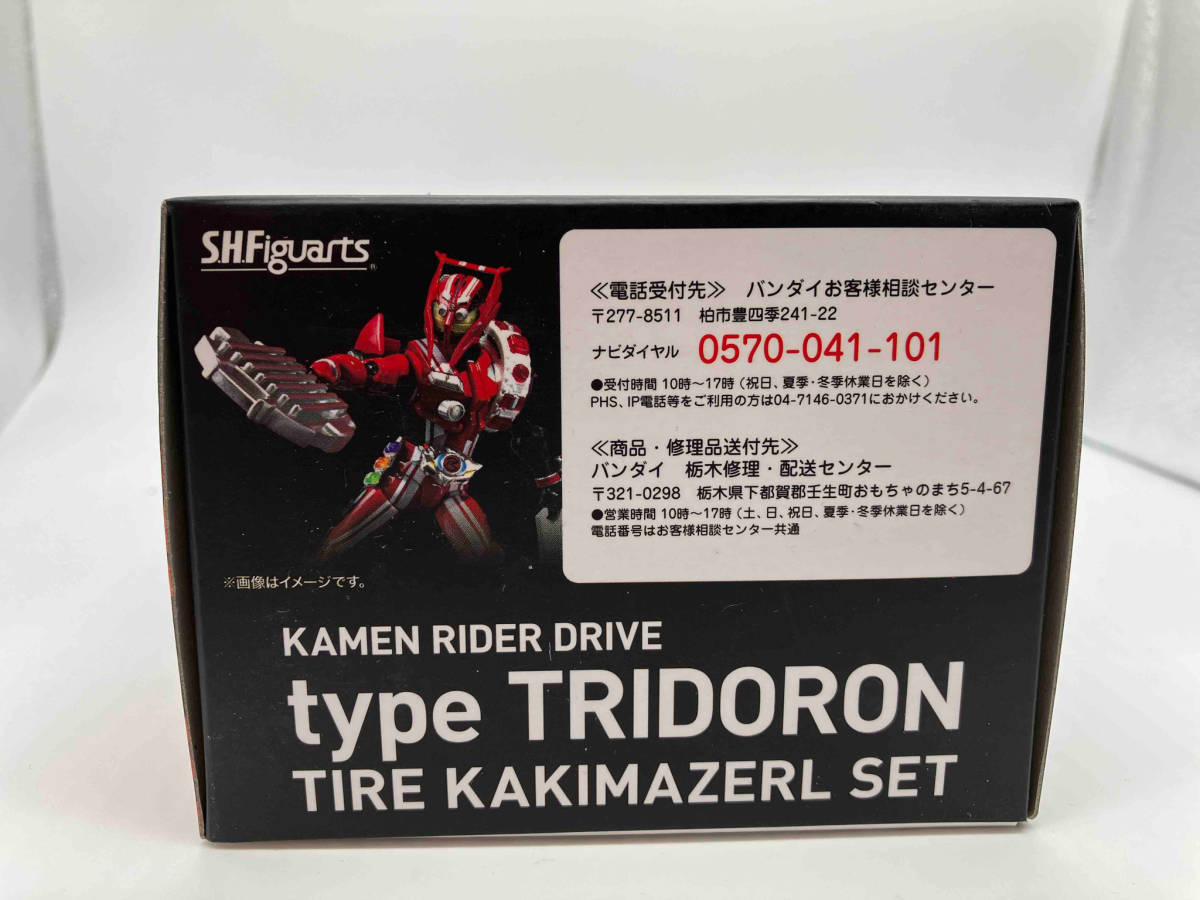 S.H.Figuarts
≪電話受付先≫ バンダイお客様相談センター
〒277-8511 柏市豊四季241-22
ナビダイヤル 0570-041-101
●受付時間 10時~17時(祝日、夏季・冬季休業日を除く)
PHS、IP電話等をご利用の方は04-7146-0371におかけください。
≪商品・修理品送付先≫
バンダイ 栃木修理・配送センター
〒321-0298 栃木県下都賀郡壬生町おもちゃのまち5-4-67
●営業時間 10時~17時(土、日、祝日、夏季・冬季休業日を除く)
電話番号はお客様相談センター共通
※画像はイメージです。
KAMEN RIDER DRIVE
type TRIDORON
TIRE KAKIMAZERL SET